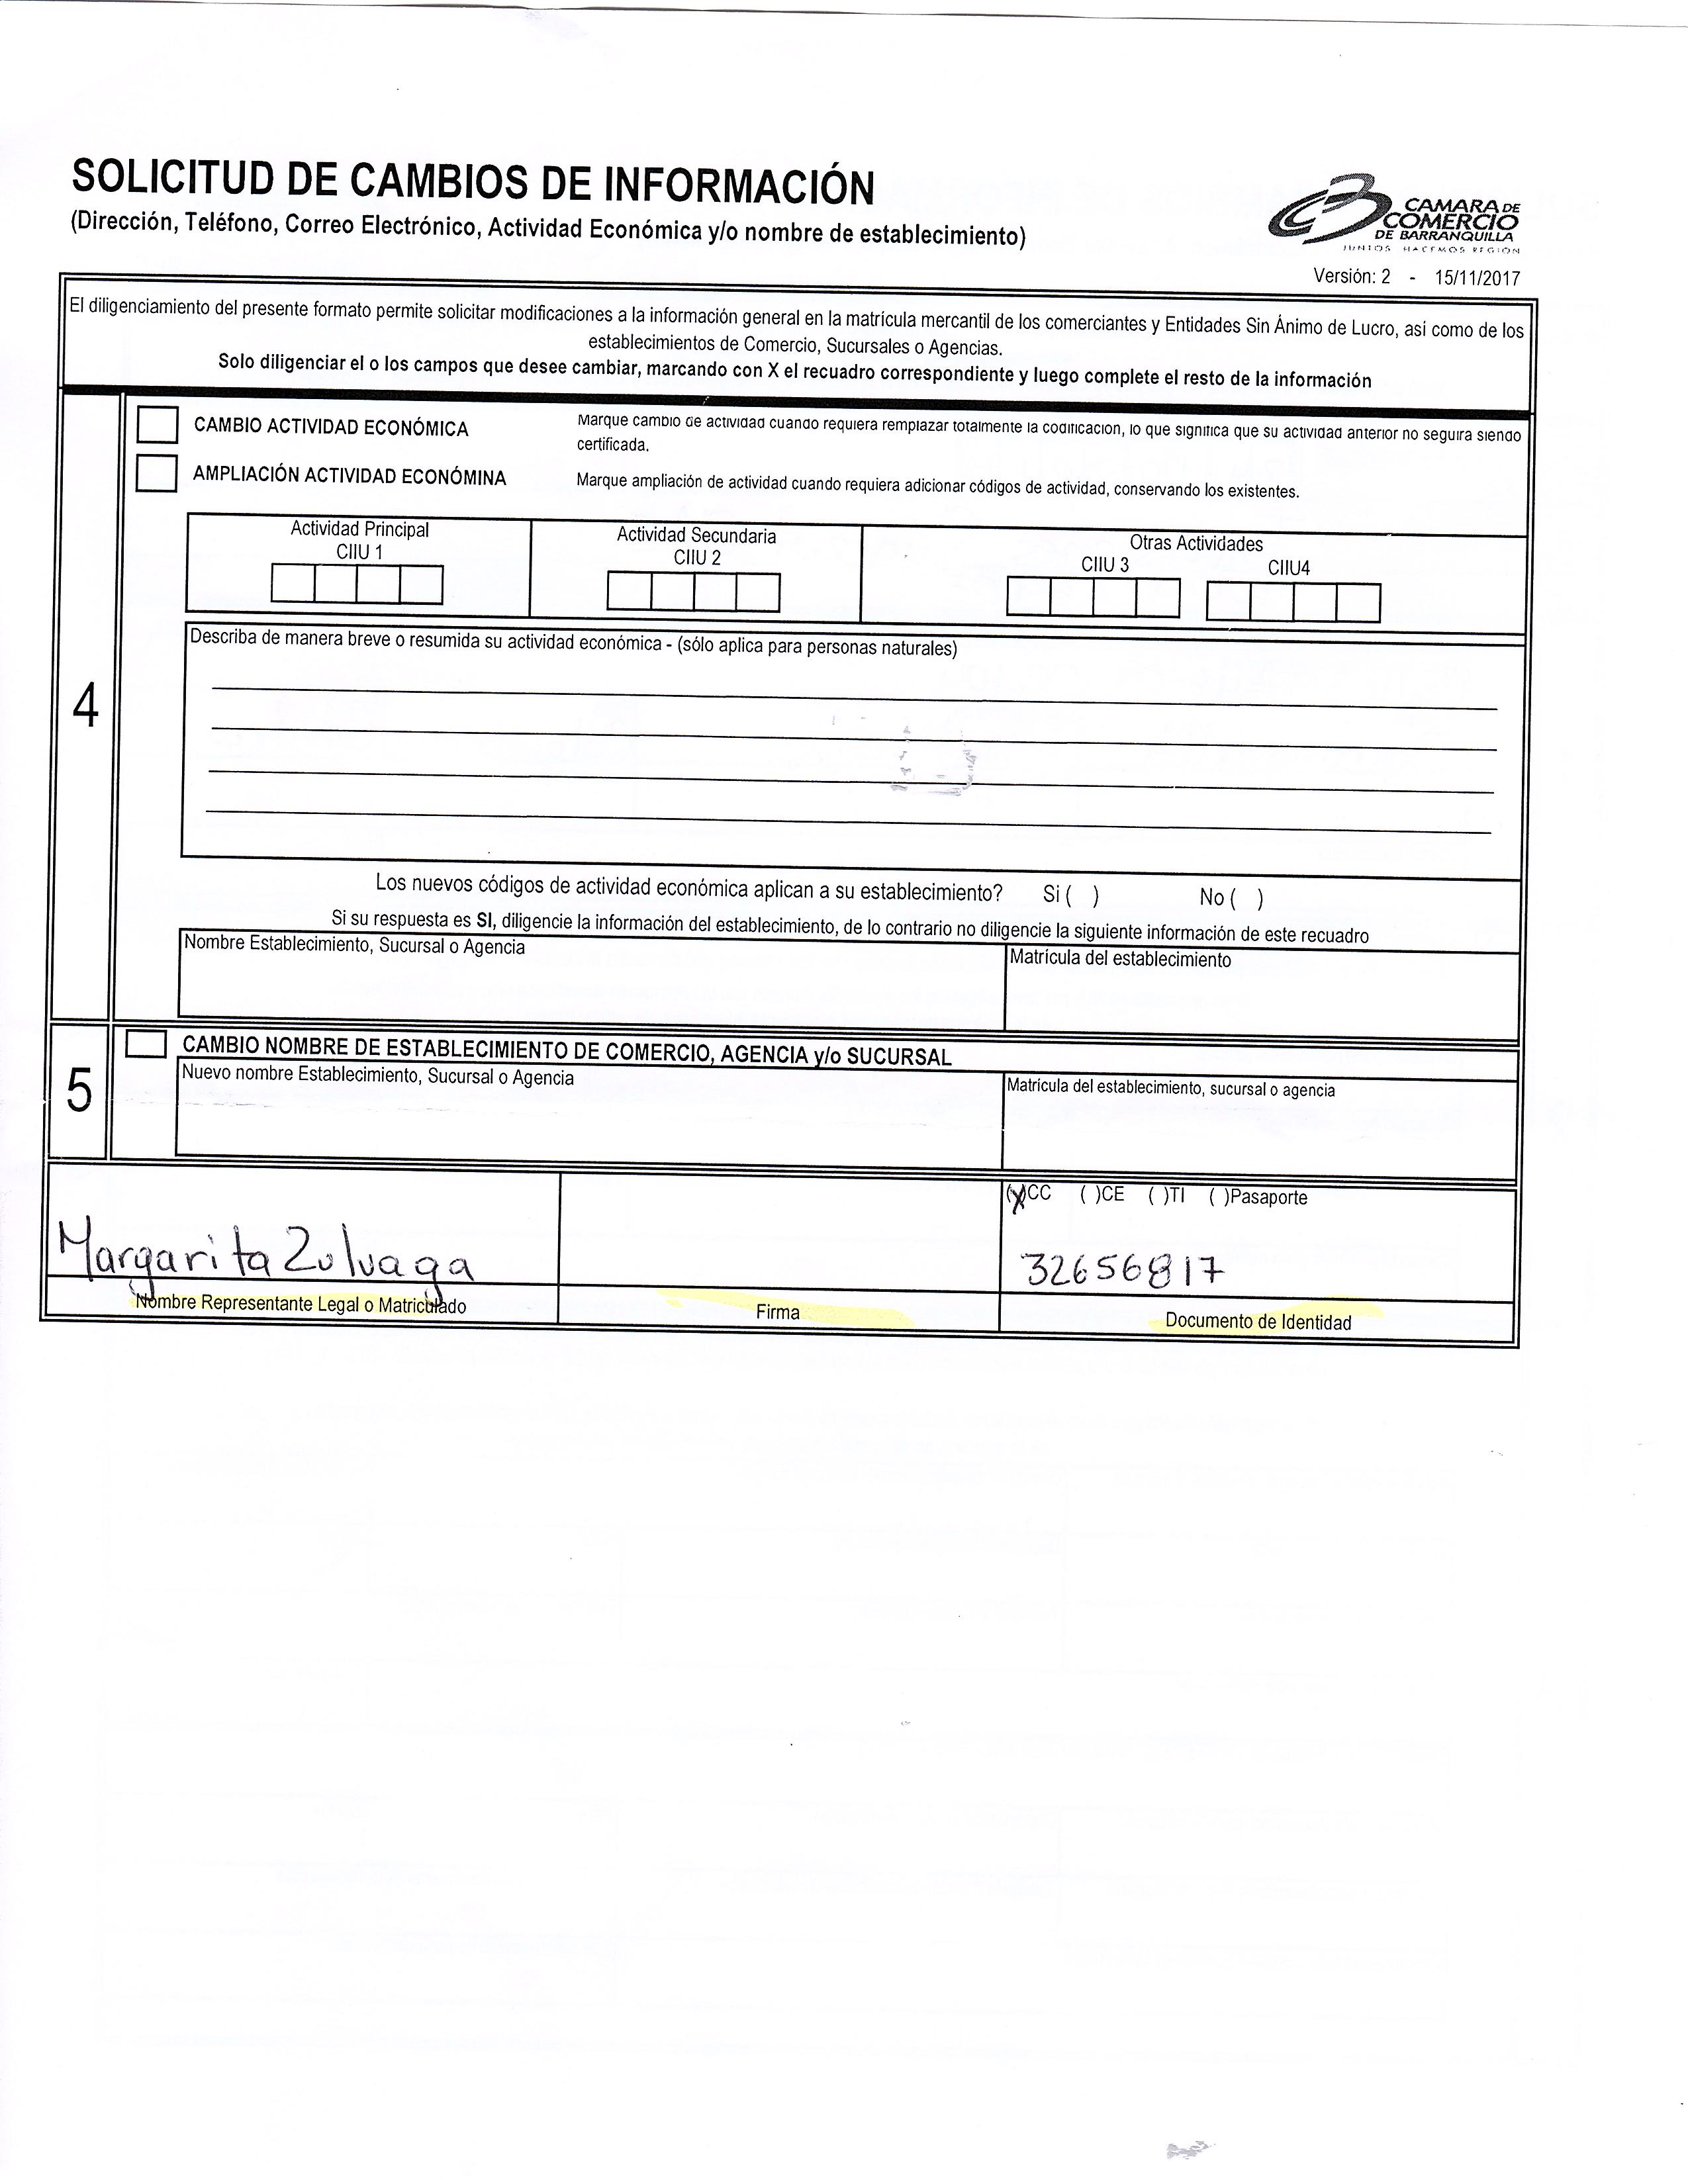 SOLICITUD DE CAMBIOS DE INFORMACIÓN
(Dirección, Teléfono, Correo Electrónico, Actividad Económica y/o nombre de establecimiento)
CAMARA DE
COMERCIO
DE BARRANQUILLA
JUNTOS HACEMOS REGIÓN
Versión: 2 - 15/11/2017
El diligenciamiento del presente formato permite solicitar modificaciones a la información general en la matrícula mercantil de los comerciantes y Entidades Sin Ánimo de Lucro, así como de los
establecimientos de Comercio, Sucursales o Agencias.
Solo diligenciar el o los campos que desee cambiar, marcando con X el recuadro correspondiente y luego complete el resto de la información
4
CAMBIO ACTIVIDAD ECONÓMICA
Marque cambio de actividad cuando requiera remplazar totalmente la codificación, lo que significa que su actividad anterior no seguirá siendo
certificada.
AMPLIACIÓN ACTIVIDAD ECONÓMINA
Marque ampliación de actividad cuando requiera adicionar códigos de actividad, conservando los existentes.
Actividad Principal
CIIU 1
Actividad Secundaria
CIIU 2
Otras Actividades
CIIU 3 CIIU4
Describa de manera breve o resumida su actividad económica - (sólo aplica para personas naturales)
Los nuevos códigos de actividad económica aplican a su establecimiento? Si ( ) No ( )
Si su respuesta es SI, diligencie la información del establecimiento, de lo contrario no diligencie la siguiente información de este recuadro
Nombre Establecimiento, Sucursal o Agencia
Matrícula del establecimiento
5
CAMBIO NOMBRE DE ESTABLECIMIENTO DE COMERCIO, AGENCIA y/o SUCURSAL
Nuevo nombre Establecimiento, Sucursal o Agencia
Matrícula del establecimiento, sucursal o agencia
(X)CC ( )CE ( )TI ( )Pasaporte
Margarita Zuluaga
32656817
Nombre Representante Legal o Matriculado
Firma
Documento de Identidad